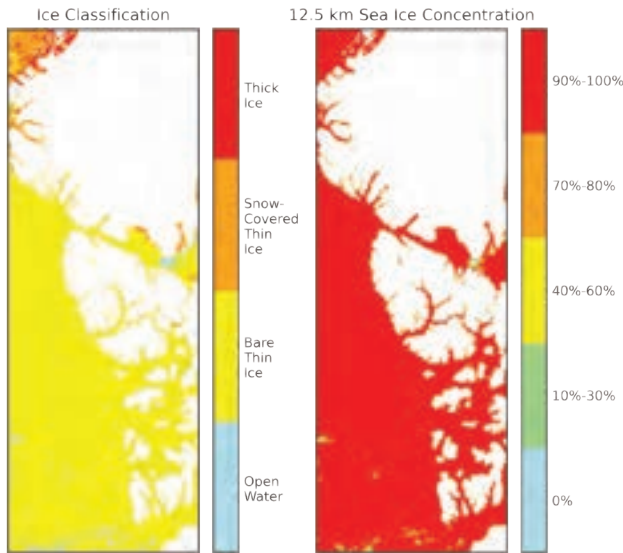 Ice Classification
12.5 km Sea Ice Concentration
Thick
Ice
Snow-
Covered
Thin
Ice
Bare
Thin
Ice
Open
Water
90%-100%
70%-80%
40%-60%
10%-30%
0%